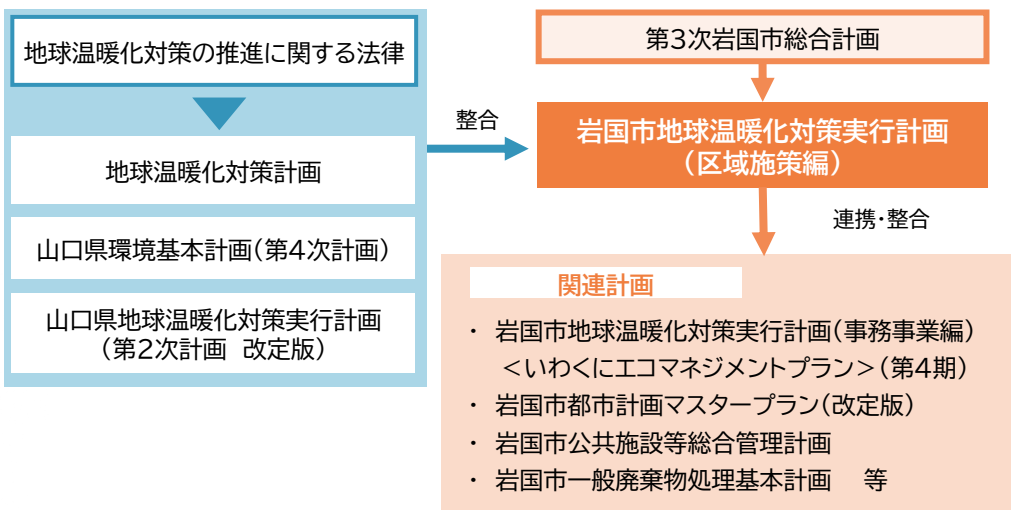 地球温暖化対策の推進に関する法律
地球温暖化対策計画
山口県環境基本計画(第4次計画)
山口県地球温暖化対策実行計画
(第2次計画 改定版)
整合
第3次岩国市総合計画
岩国市地球温暖化対策実行計画
(区域施策編)
連携・整合
関連計画
・ 岩国市地球温暖化対策実行計画(事務事業編)
<いわくにエコマネジメントプラン>(第4期)
・ 岩国市都市計画マスタープラン(改定版)
・ 岩国市公共施設等総合管理計画
・ 岩国市一般廃棄物処理基本計画 等